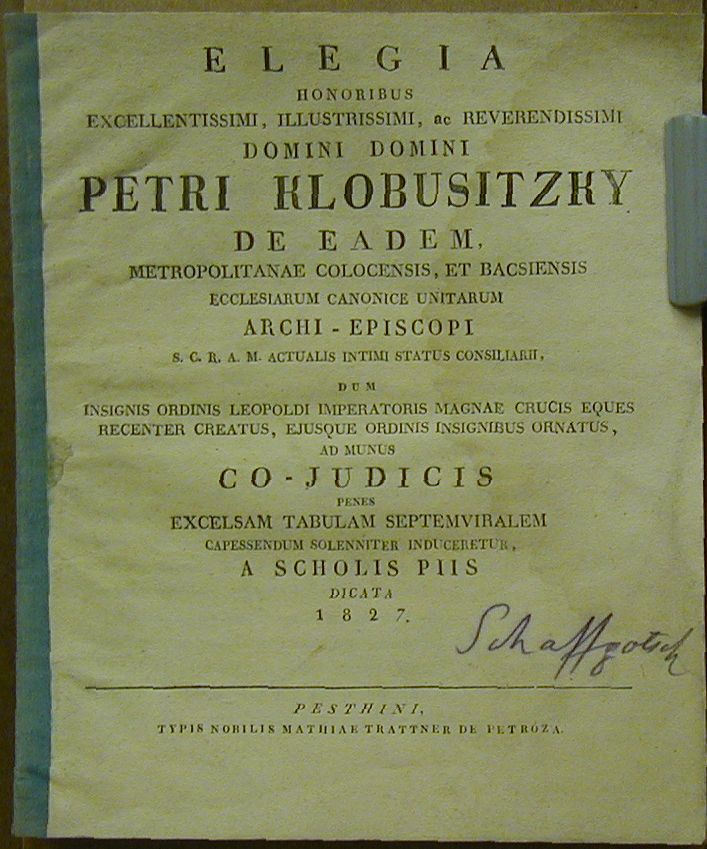 ELEGIA
HONORIBUS
EXCELLENTISSIMI, ILLUSTRISSIMI, ac REVERENDISSIMI
DOMINI DOMINI
PETRI KLOBUSITZKY
DE EADEM,
METROPOLITANAE COLOCENSIS, ET BACSIENSIS
ECCLESIARUM CANONICE UNITARUM
ARCHI-EPISCOPI
S. C. R. A. M. ACTUALIS INTIMI STATUS CONSILIARII,
DUM
INSIGNIS ORDINIS LEOPOLDI IMPERATORIS MAGNAE CRUCIS EQUES
RECENTER CREATUS, EJUSQUE ORDINIS INSIGNIBUS ORNATUS,
AD MUNUS
CO-JUDICIS
PENES
EXCELSAM TABULAM SEPTEMVIRALEM
CAPESSENDUM SOLENNITER INDUCERETUR,
A SCHOLIS PIIS
DICATA
1827.
Schaffgotsch
PESTHINI,
TYPIS NOBILIS MATHIAE TRATTNER DE PETRÓZA.